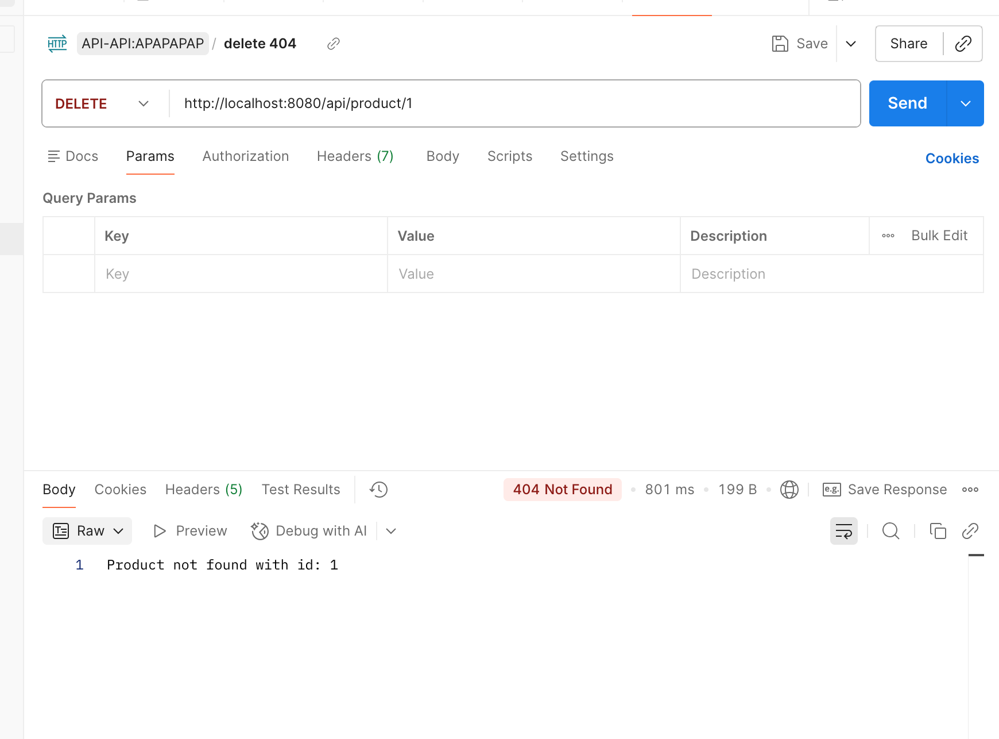 HTTP API-API:APAPAPAP / delete 404 Save Share
DELETE http://localhost:8080/api/product/1 Send
Docs Params Authorization Headers (7) Body Scripts Settings Cookies
Query Params
Key Value Description Bulk Edit
Key Value Description
Body Cookies Headers (5) Test Results 404 Not Found 801 ms 199 B e.g. Save Response
Raw Preview Debug with AI
1 Product not found with id: 1